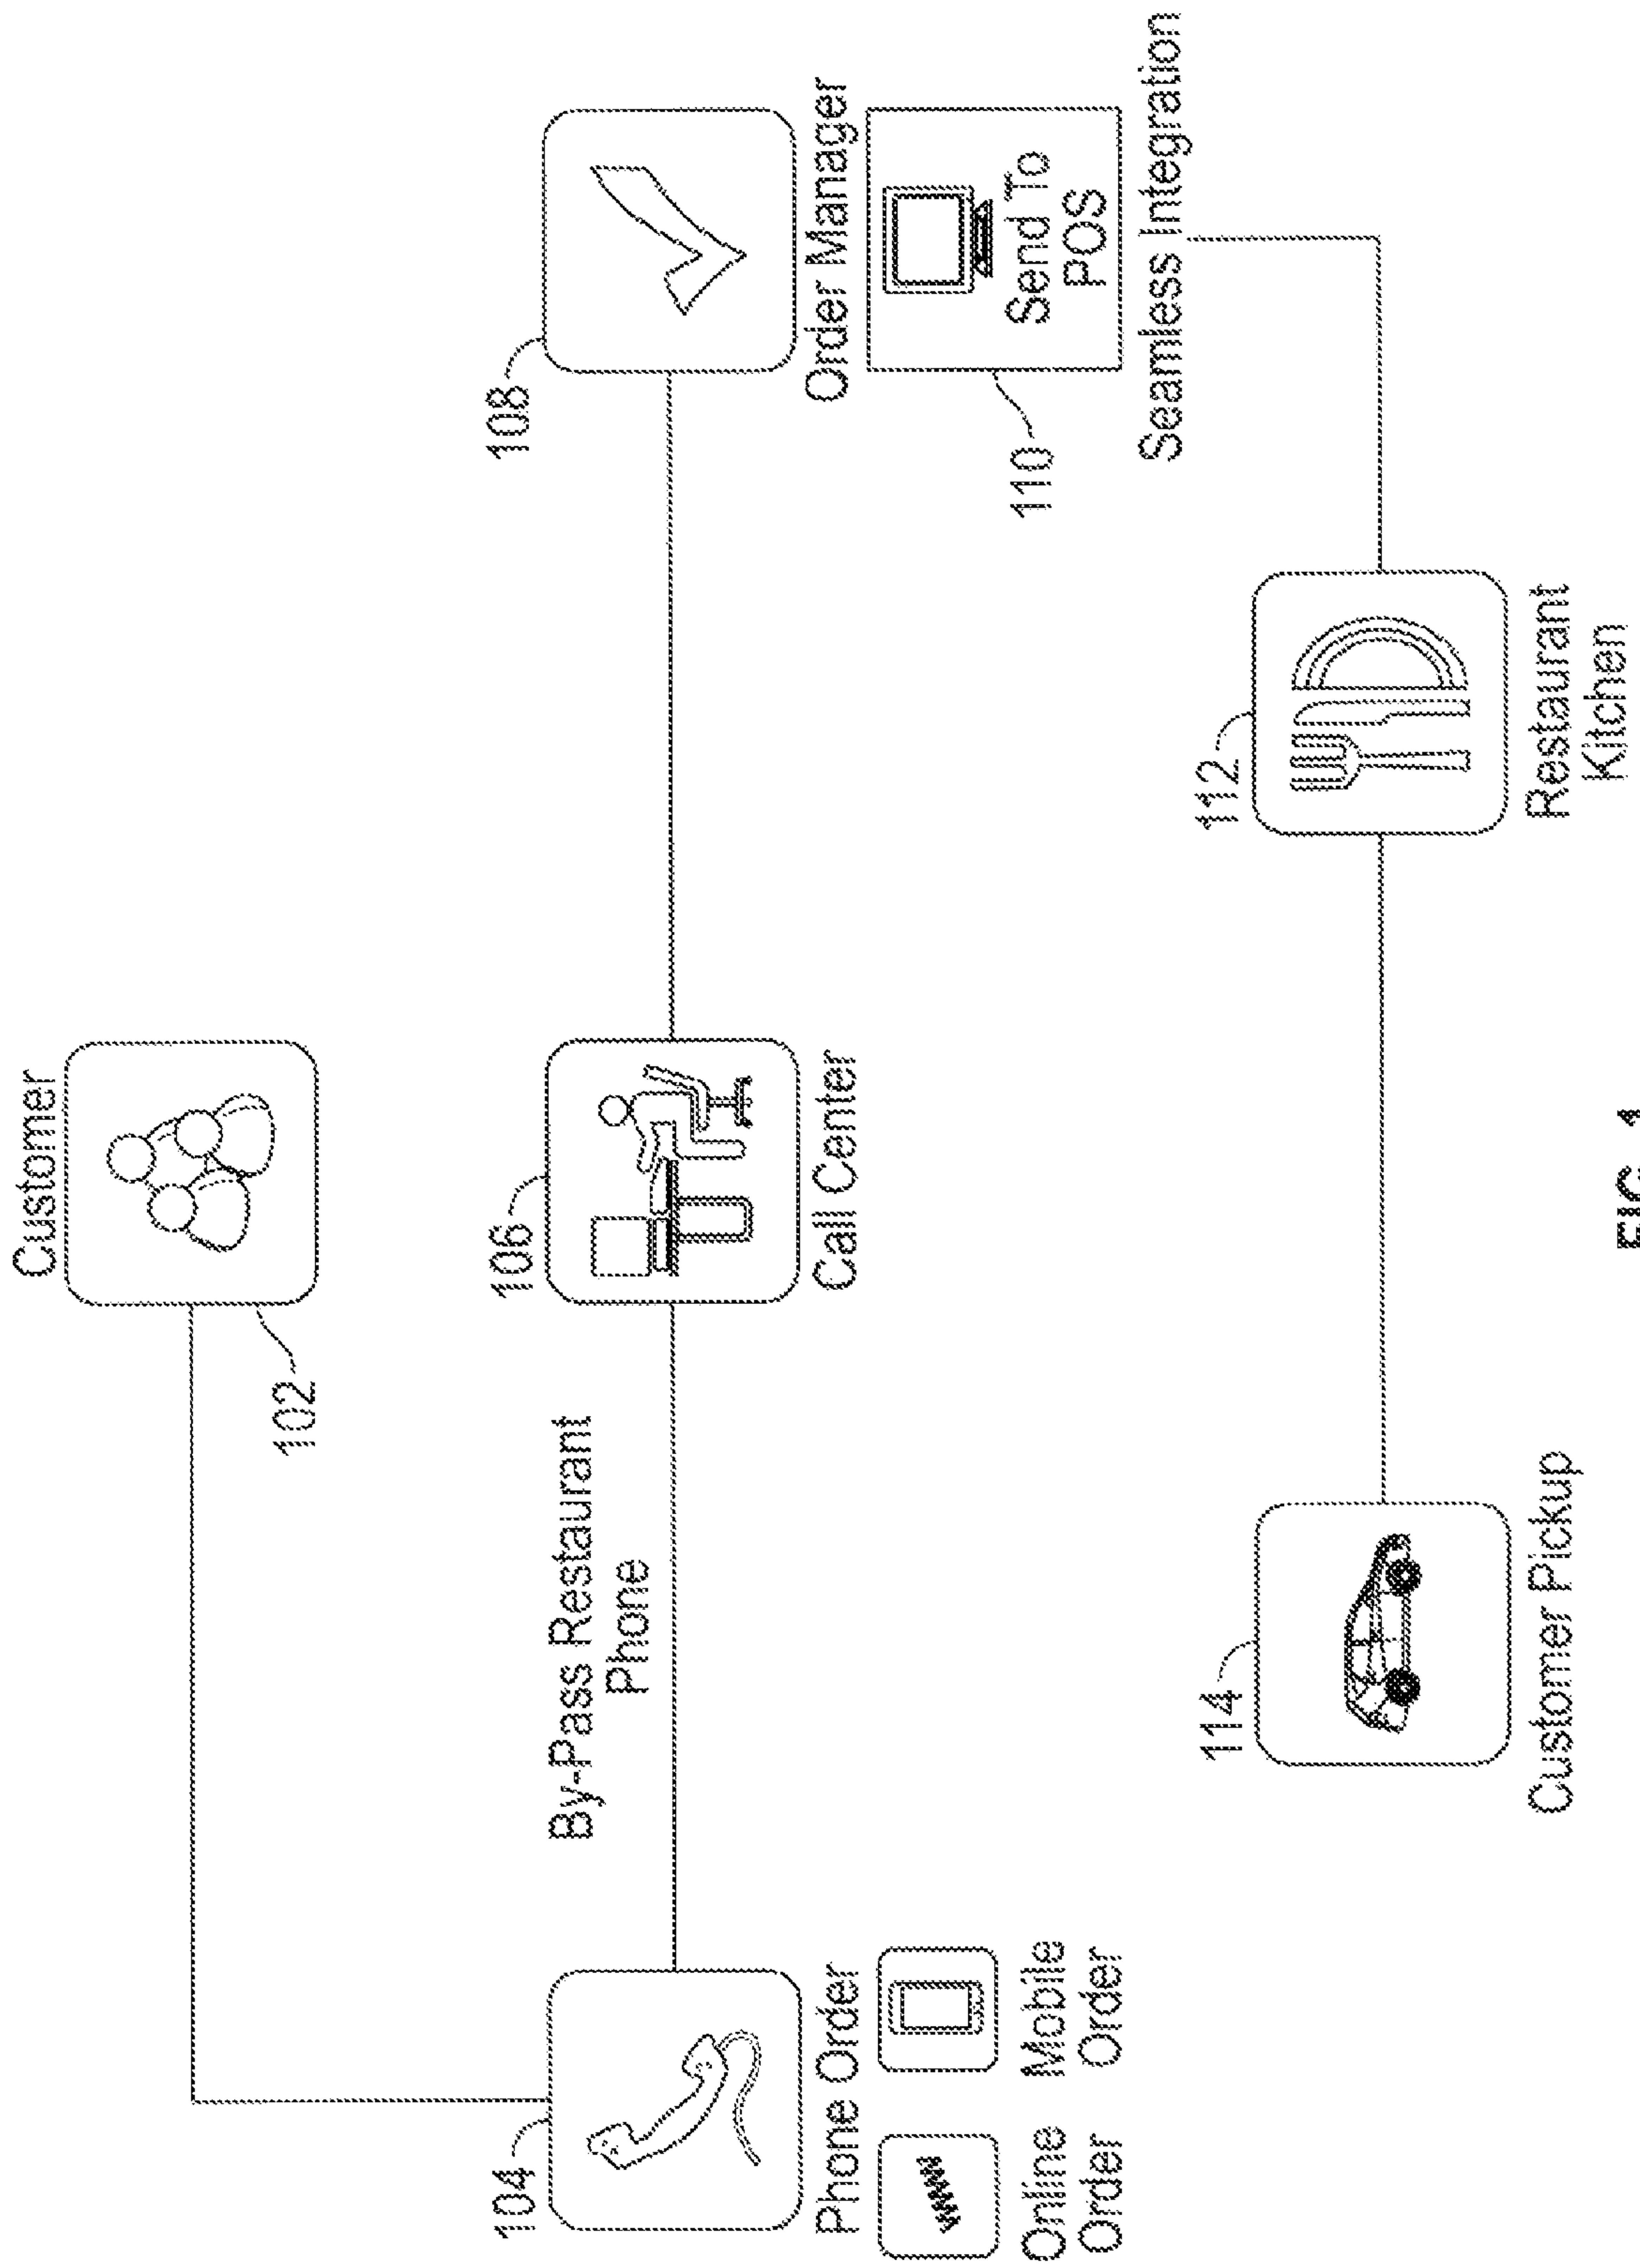 Customer
102
104
Phone Order
Online
Order
Mobile
Order
By-Pass Restaurant
Phone
106
Call Center
108
Order Manager
110
Send To
POS
Seamless Integration
112
Restaurant
Kitchen
114
Customer Pickup
FIG. 1